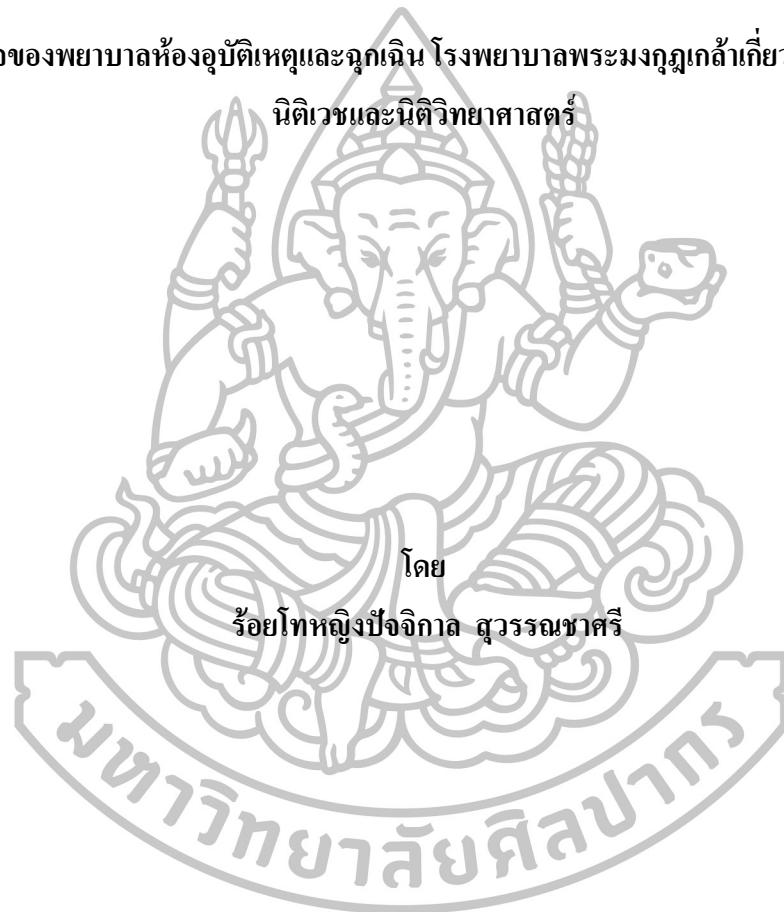 ของพยาบาลห้องอุบัติเหตุและฉุกเฉิน โรงพยาบาลพระมงกุฎเกล้าเกี่ยว
นิติเวชและนิติวิทยาศาสตร์
โดย
ร้อยโทหญิงปัจจิกาล สุวรรณชาศรี
มหาวิทยาลัยศิลปากร